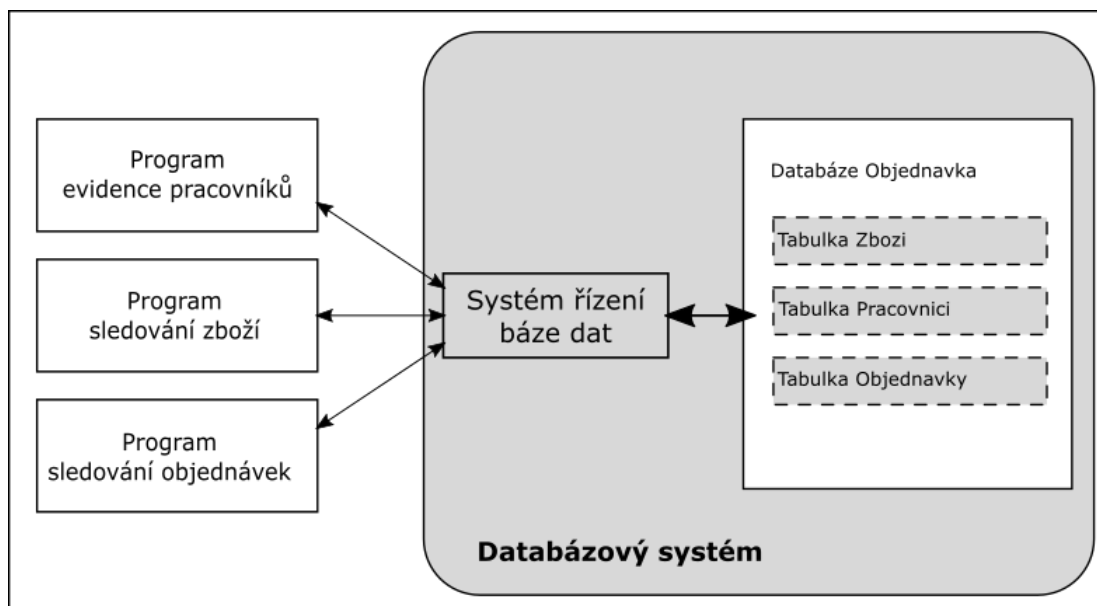 Program
evidence pracovníků
Program
sledování zboží
Program
sledování objednávek
Systém řízení
báze dat
Databáze Objednavka
Tabulka Zbozi
Tabulka Pracovnici
Tabulka Objednavky
Databázový systém